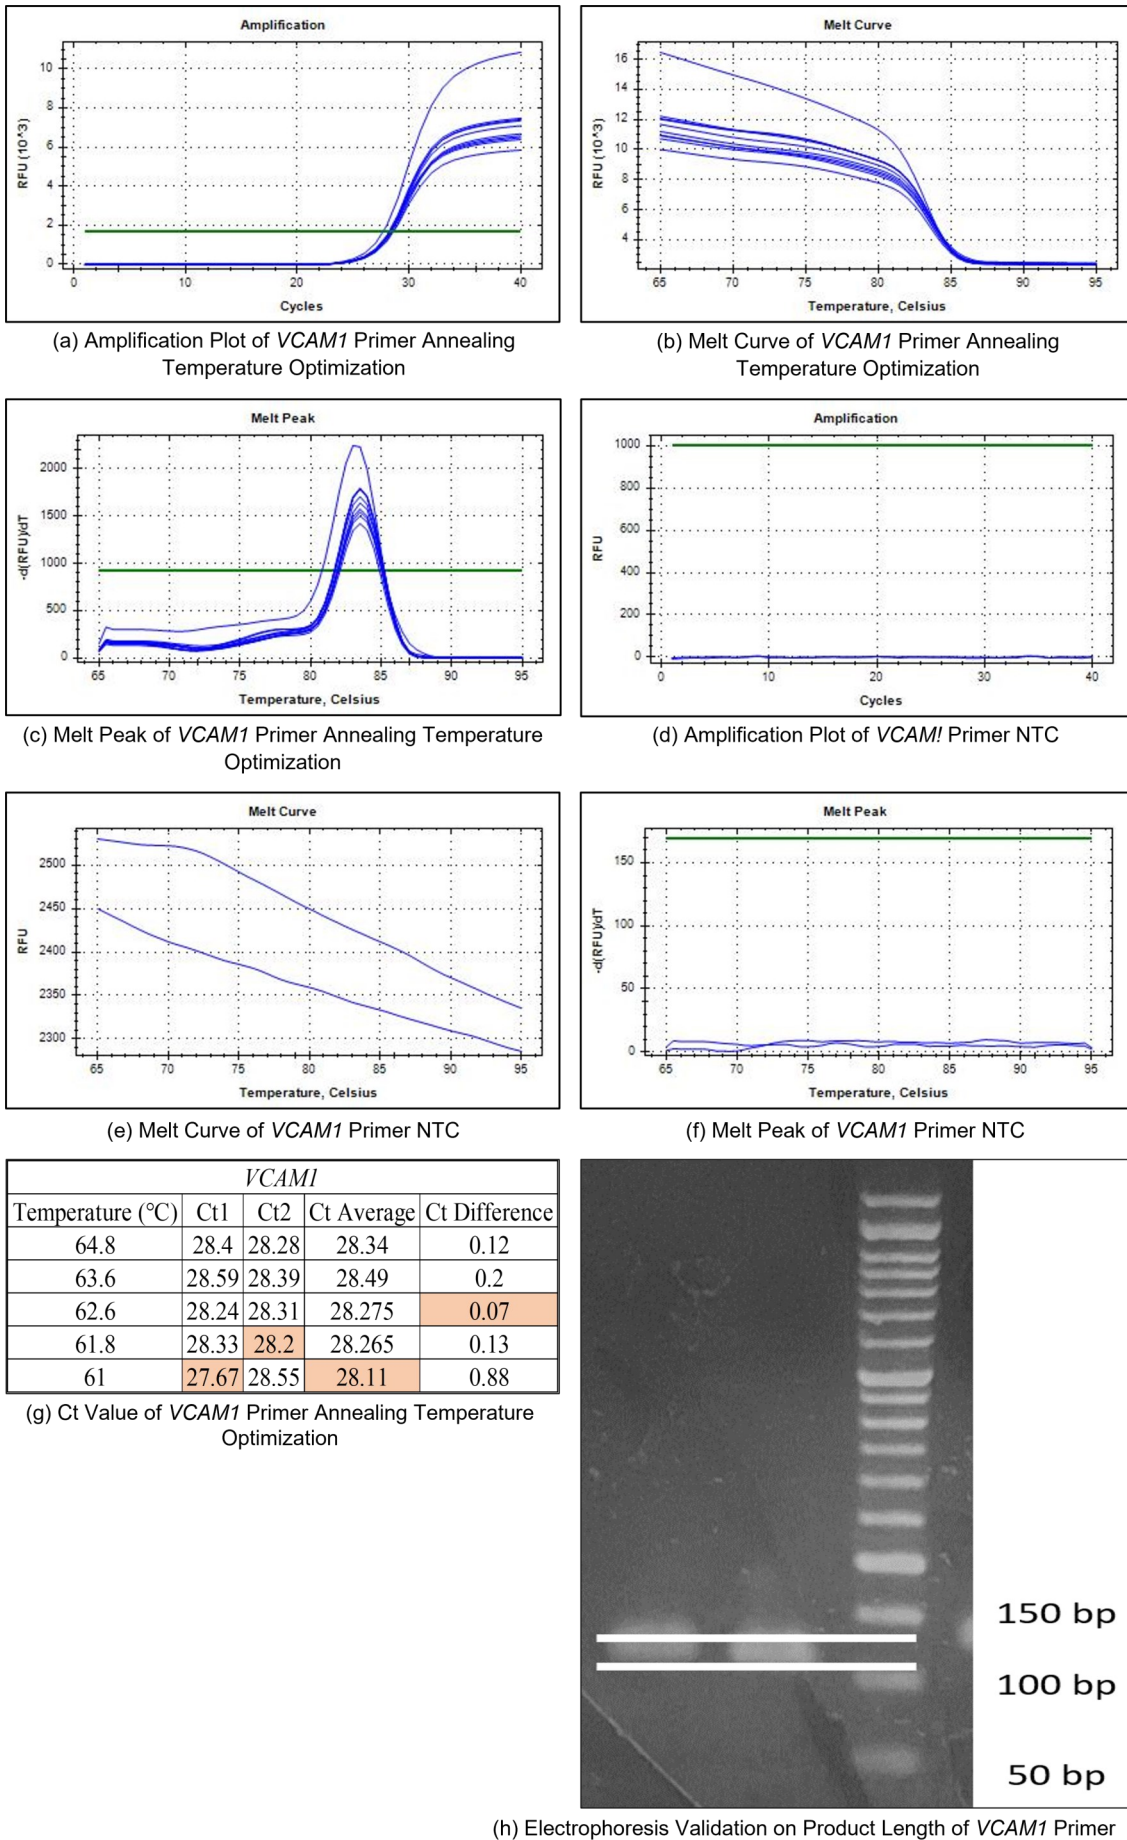 Amplification
RFU (10^3)
10
8
6
4
2
0
0 10 20 30 40
Cycles
(a) Amplification Plot of VCAM1 Primer Annealing
Temperature Optimization
Melt Curve
RFU (10^3)
16
14
12
10
8
6
4
65 70 75 80 85 90 95
Temperature, Celsius
(b) Melt Curve of VCAM1 Primer Annealing
Temperature Optimization
Melt Peak
-d(RFU)/dT
2000
1500
1000
500
0
65 70 75 80 85 90 95
Temperature, Celsius
(c) Melt Peak of VCAM1 Primer Annealing Temperature
Optimization
Amplification
RFU
1000
800
600
400
200
0
0 10 20 30 40
Cycles
(d) Amplification Plot of VCAM! Primer NTC
Melt Curve
RFU
2500
2450
2400
2350
2300
65 70 75 80 85 90 95
Temperature, Celsius
(e) Melt Curve of VCAM1 Primer NTC
Melt Peak
-d(RFU)/dT
150
100
50
0
65 70 75 80 85 90 95
Temperature, Celsius
(f) Melt Peak of VCAM1 Primer NTC
VCAM1
Temperature (°C) Ct1 Ct2 Ct Average Ct Difference
64.8 28.4 28.28 28.34 0.12
63.6 28.59 28.39 28.49 0.2
62.6 28.24 28.31 28.275 0.07
61.8 28.33 28.2 28.265 0.13
61 27.67 28.55 28.11 0.88
(g) Ct Value of VCAM1 Primer Annealing Temperature
Optimization
150 bp
100 bp
50 bp
(h) Electrophoresis Validation on Product Length of VCAM1 Primer